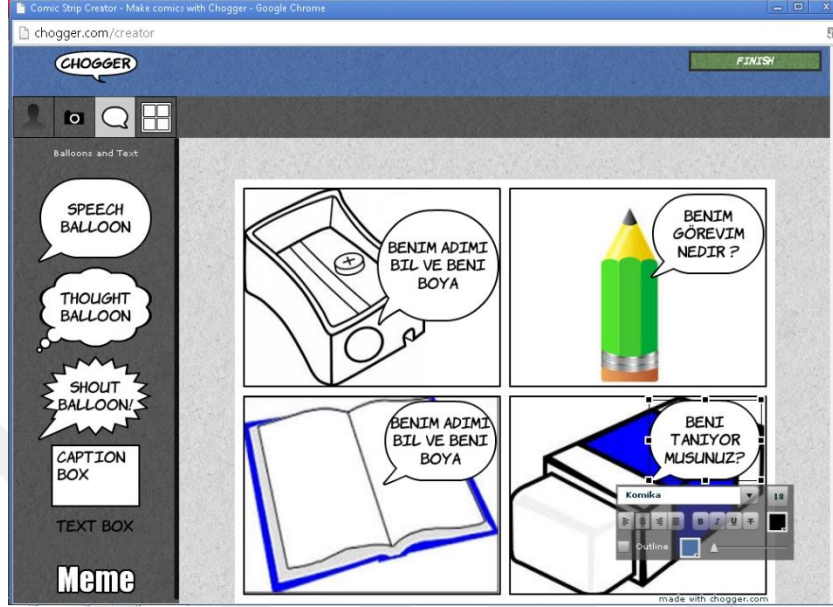 Comic Strip Creator - Make comics with Chogger - Google Chrome
chogger.com/creator
CHOGGER
FINISH
Balloons and Text
SPEECH
BALLOON
THOUGHT
BALLOON
SHOUT
BALLOON!
CAPTION
BOX
TEXT BOX
Meme
BENIM ADIMI
BIL VE BENI
BOYA
BENIM
GÖREVIM
NEDIR ?
BENIM ADIMI
BIL VE BENI
BOYA
BENI
TANIYOR
MUSUNUZ?
Komika
18
B I U T
Outline
made with chogger.com